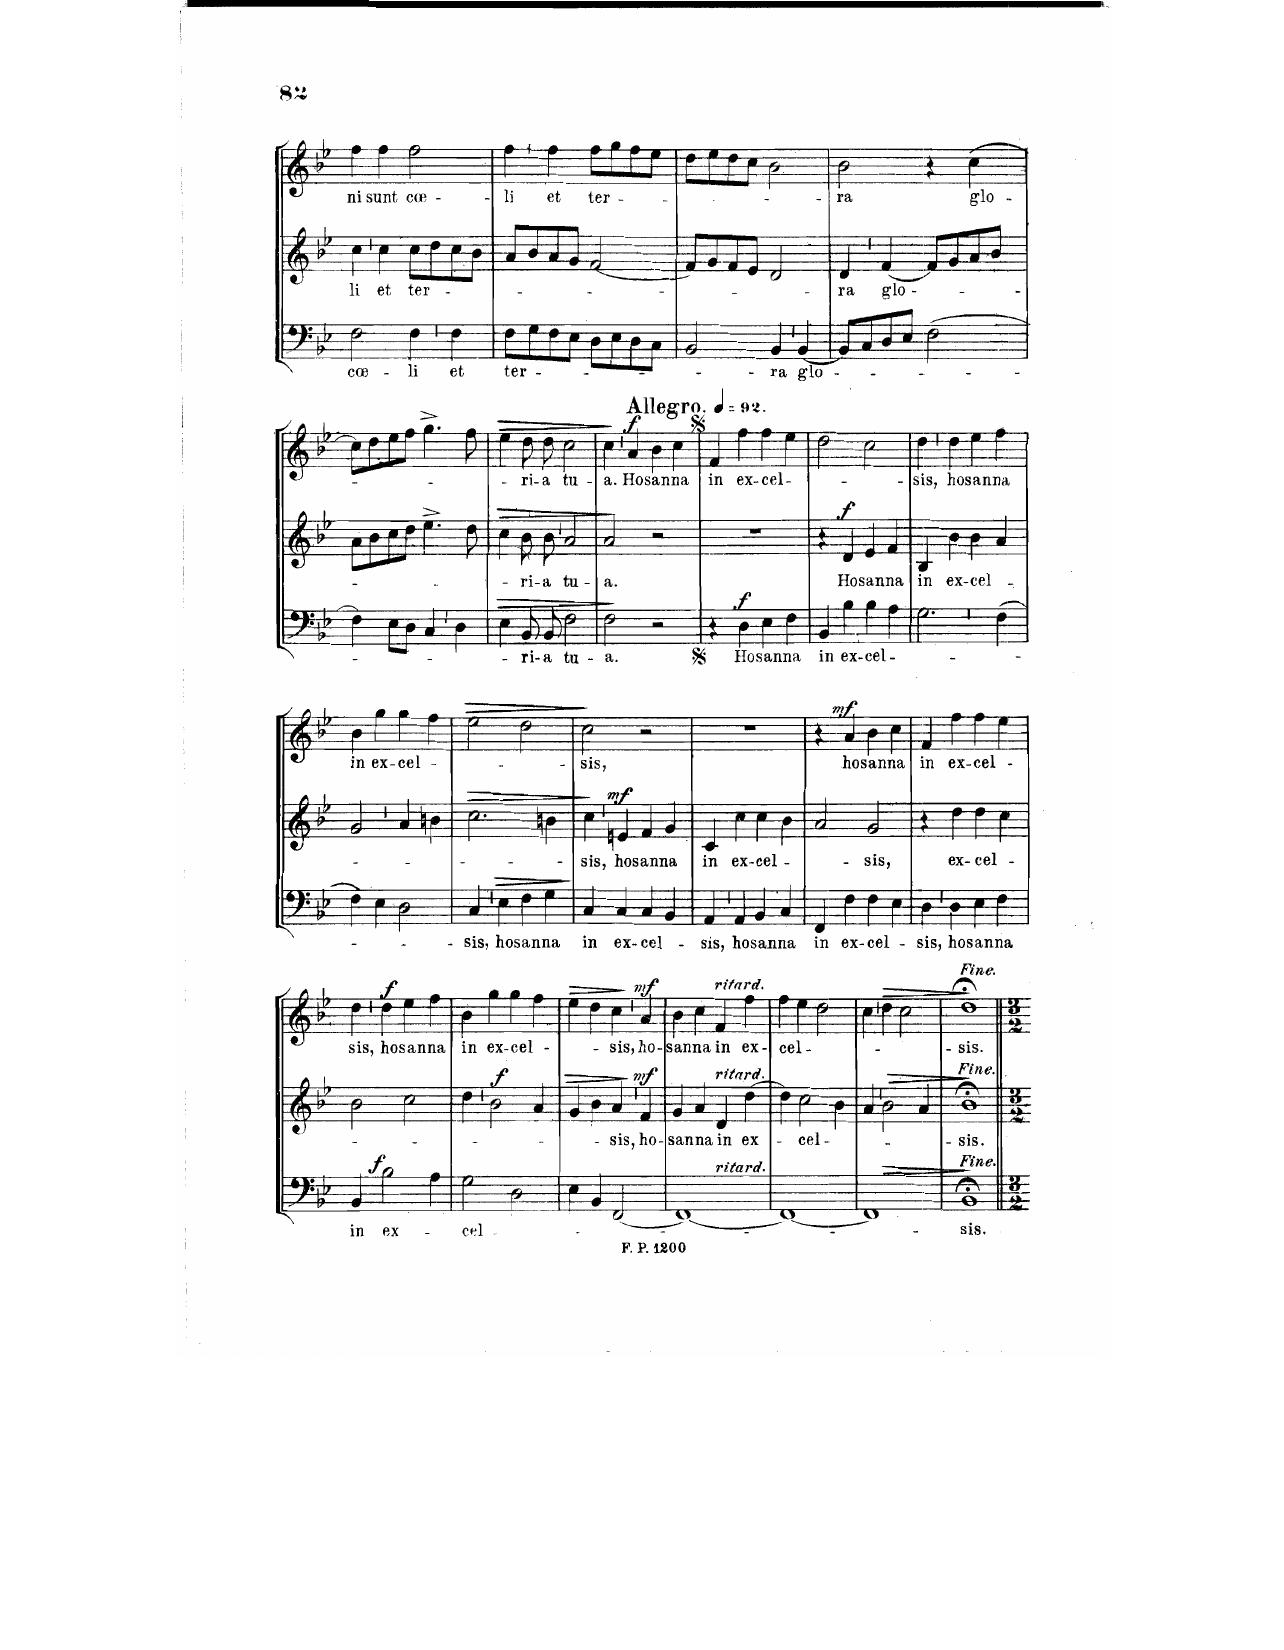 82
ni sunt cœ - - li et ter - - - - - ra glo -
li et ter - - - - - - - - ra glo - - -
cœ - li et ter - - - - - - ra glo - - - - -
Allegro. ♩ = 92.
f
- - - - ri-a tu - a. Hosanna in ex-cel - - - sis, hosanna
f
- - - - ri-a tu - a. Hosanna in ex-cel -
f
- - - - ri-a tu - a. Hosanna in ex-cel - - - -
mf
in ex-cel - - - - sis, hosanna in ex-cel -
mf
- - - - - sis, hosanna in ex-cel - - sis, ex-cel -
- - - sis, hosanna in ex-cel - sis, hosanna in ex-cel - sis, hosanna
Fine.
f mf ritard.
sis, hosanna in ex-cel - - - sis, ho-sanna in ex-cel - - - - sis.
Fine.
f mf ritard.
- - - - - - sis, ho-sanna in ex - cel - - - - sis.
f ritard. Fine.
in ex - cel - - - - - - sis.
3
2
3
2
3
2
F. P. 1200